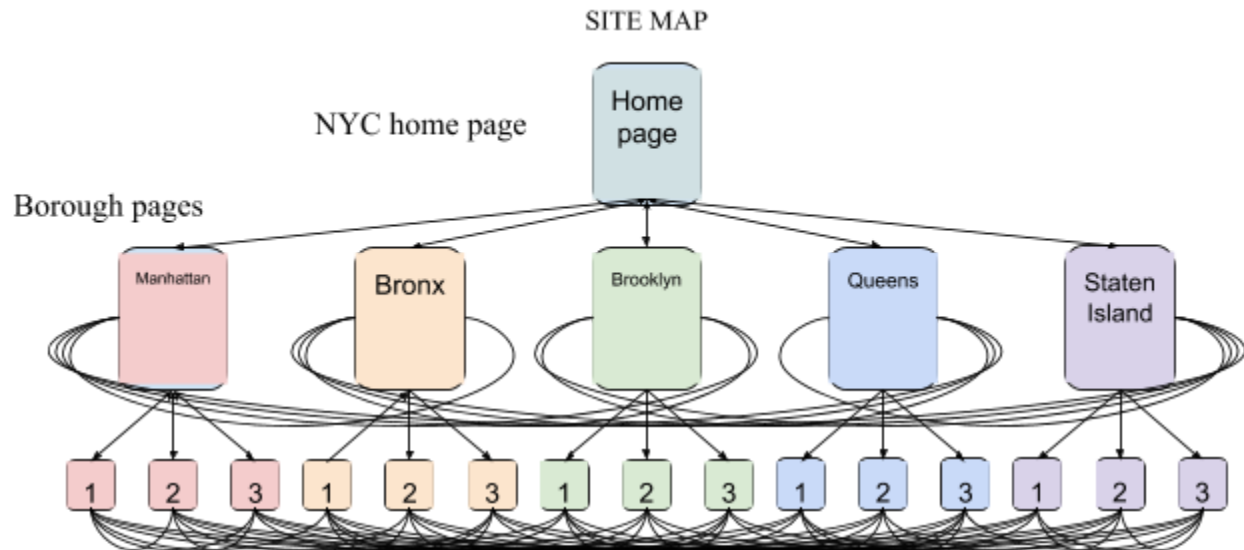 SITE MAP
Home
page
NYC home page
Borough pages
Manhattan
Bronx
Brooklyn
Queens
Staten
Island
1
2
3
1
2
3
1
2
3
1
2
3
1
2
3